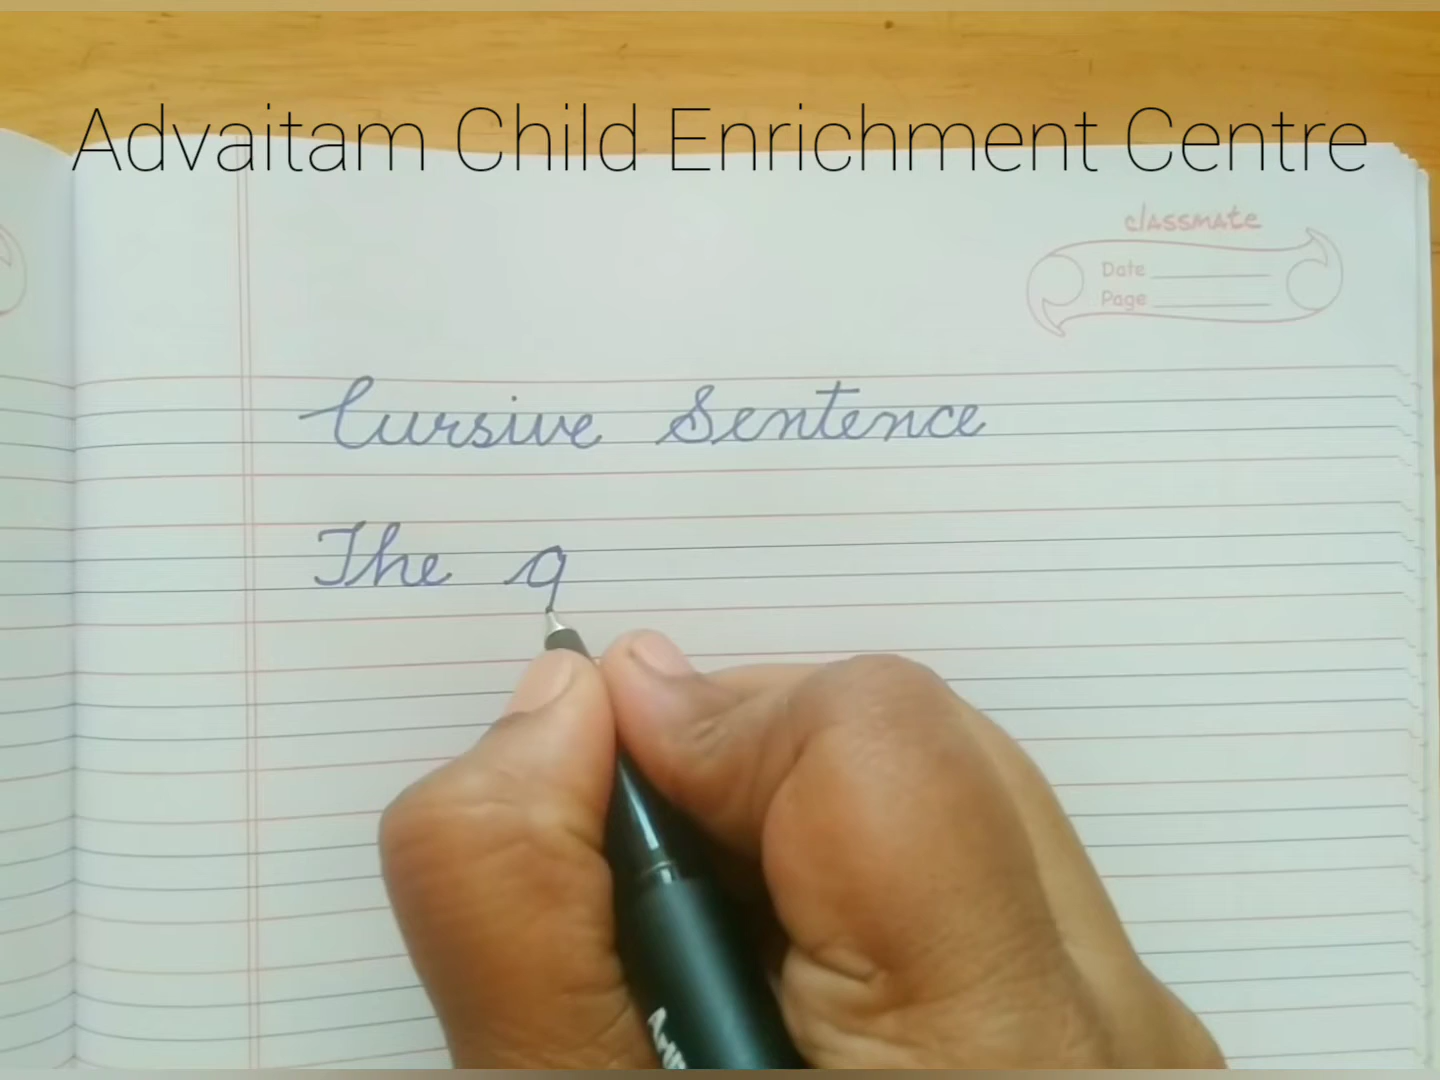 Advaitam Child Enrichment Centre
classmate
Date
Page
Cursive Sentence
The q